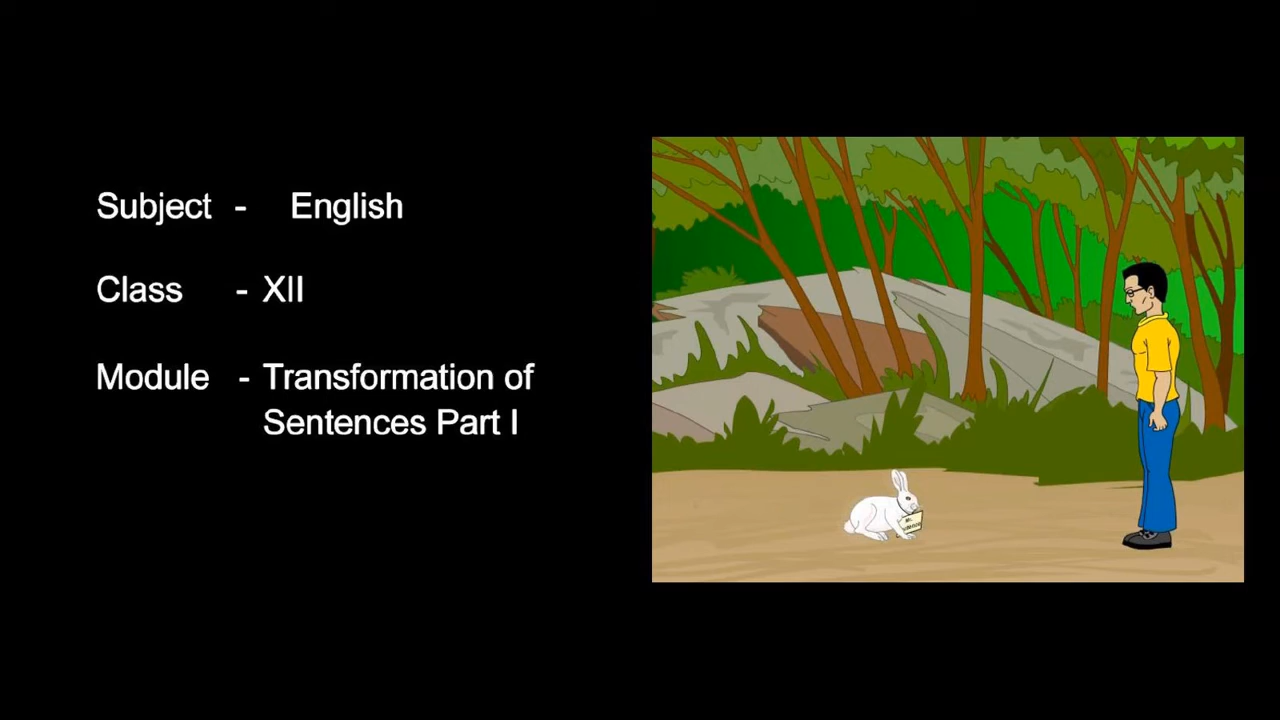 Subject - English
Class - XII
Module - Transformation of
Sentences Part I